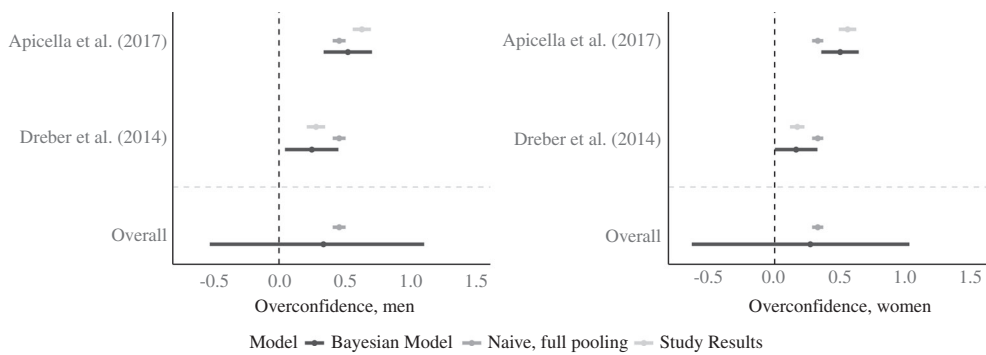 Apicella et al. (2017)
Dreber et al. (2014)
Overall
-0.5 0.0 0.5 1.0 1.5
Overconfidence, men
Apicella et al. (2017)
Dreber et al. (2014)
Overall
-0.5 0.0 0.5 1.0 1.5
Overconfidence, women
Model Bayesian Model Naive, full pooling Study Results